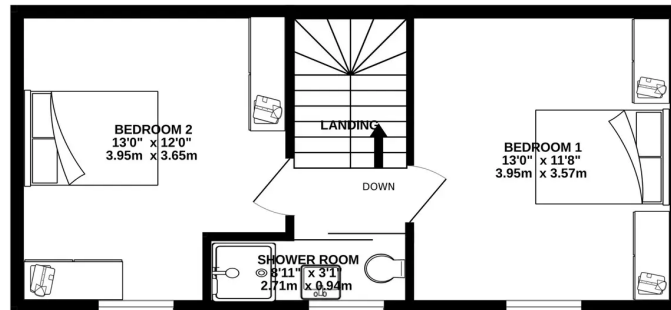 BEDROOM 2
13'0" x 12'0"
3.95m x 3.65m
LANDING
DOWN
BEDROOM 1
13'0" x 11'8"
3.95m x 3.57m
SHOWER ROOM
8'11" x 3'1"
2.71m x 0.94m